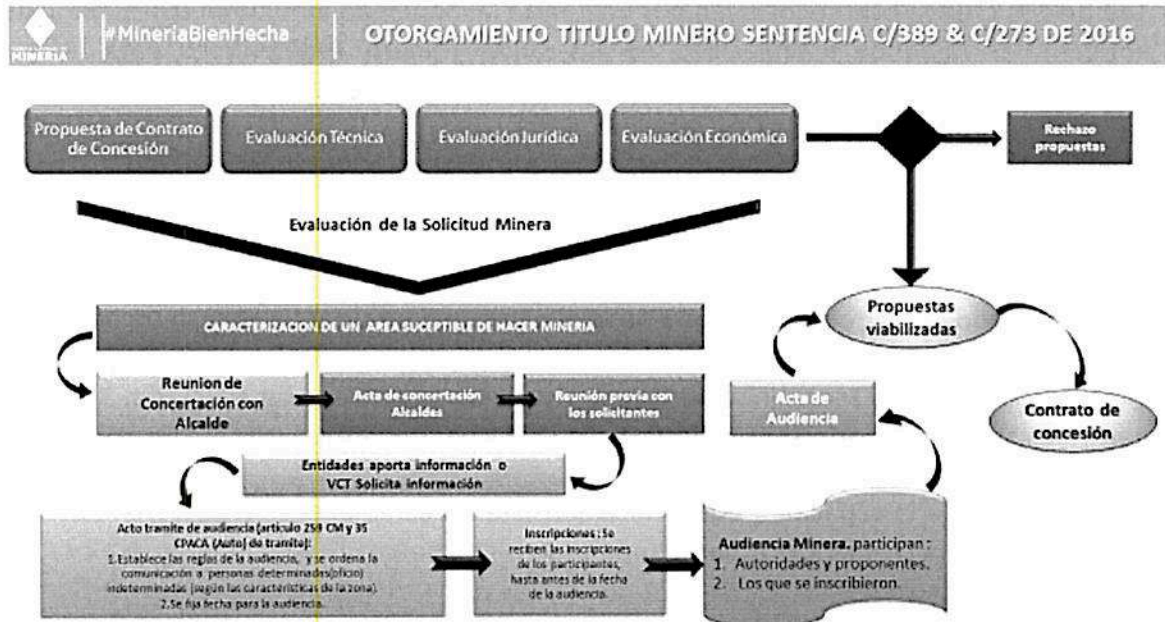 MINERÍA
#MineríaBienHecha
OTORGAMIENTO TITULO MINERO SENTENCIA C/389 & C/273 DE 2016
Propuesta de Contrato
de Concesión
Evaluación Técnica
Evaluación Jurídica
Evaluación Económica
Rechazo
propuestas
Evaluación de la Solicitud Minera
CARACTERIZACION DE UN AREA SUCEPTIBLE DE HACER MINERIA
Propuestas
viabilizadas
Reunion de
Concertación con
Alcalde
Acta de concertación
Alcaldes
Reunión previa con
los solicitantes
Acta de
Audiencia
Contrato de
concesión
Entidades aporta información o
VCT Solicita información
Acto tramite de audiencia (artículo 259 CM y 35
CPACA (Auto) de tramite):
1.Establece las reglas de la audiencia, y se ordena la
comunicación a personas determinadas(oficio)
indeterminadas (según las características de la zona).
2.Se fija fecha para la audiencia.
Inscripciones: Se
reciben las inscripciones
de los participantes,
hasta antes de la fecha
de la audiencia.
Audiencia Minera. participan :
1. Autoridades y proponentes.
2. Los que se inscribieron.